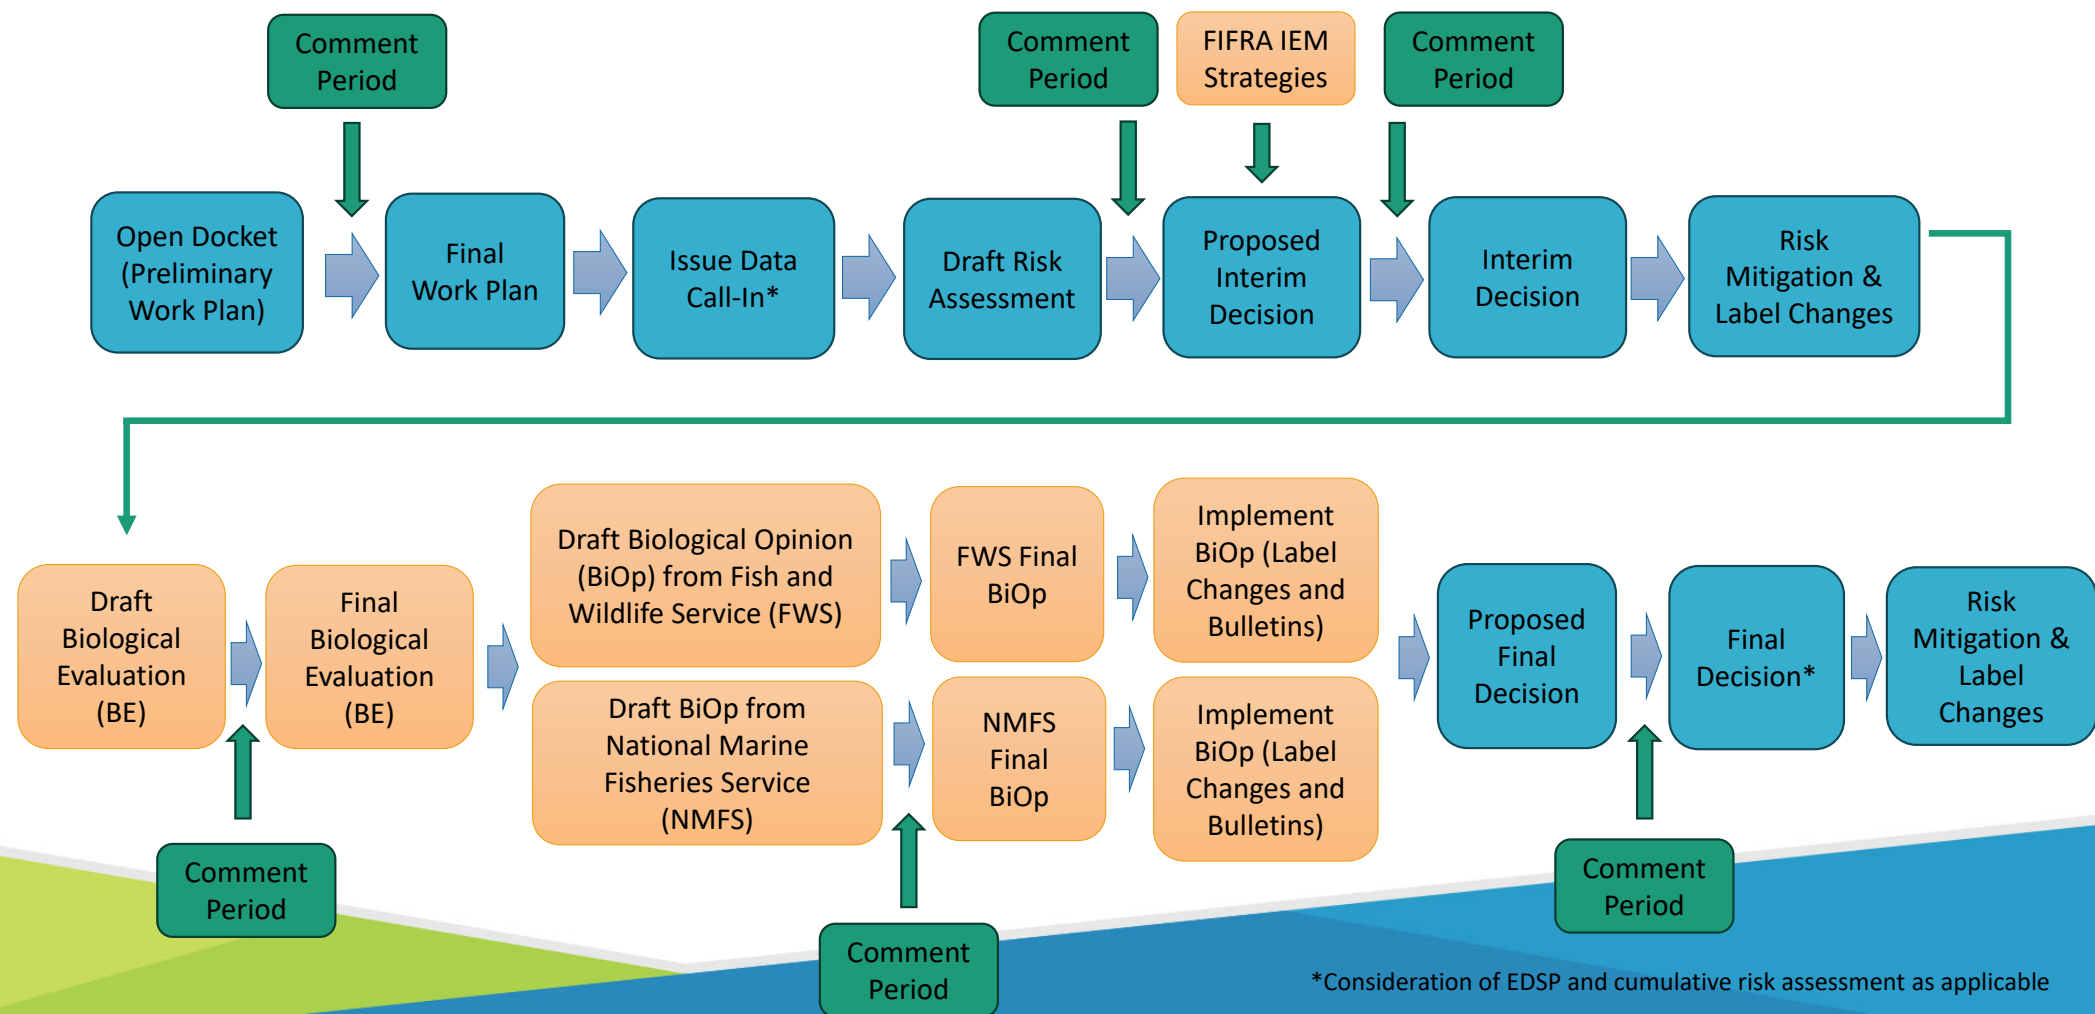 Comment
Period
Comment
Period
FIFRA IEM
Strategies
Comment
Period
Open Docket
(Preliminary
Work Plan)
Final
Work Plan
Issue Data
Call-In*
Draft Risk
Assessment
Proposed
Interim
Decision
Interim
Decision
Risk
Mitigation &
Label Changes
Draft
Biological
Evaluation
(BE)
Final
Biological
Evaluation
(BE)
Draft Biological Opinion
(BiOp) from Fish and
Wildlife Service (FWS)
FWS Final
BiOp
Implement
BiOp (Label
Changes and
Bulletins)
Draft BiOp from
National Marine
Fisheries Service
(NMFS)
NMFS
Final
BiOp
Implement
BiOp (Label
Changes and
Bulletins)
Proposed
Final
Decision
Final
Decision*
Risk
Mitigation &
Label
Changes
Comment
Period
Comment
Period
Comment
Period
*Consideration of EDSP and cumulative risk assessment as applicable